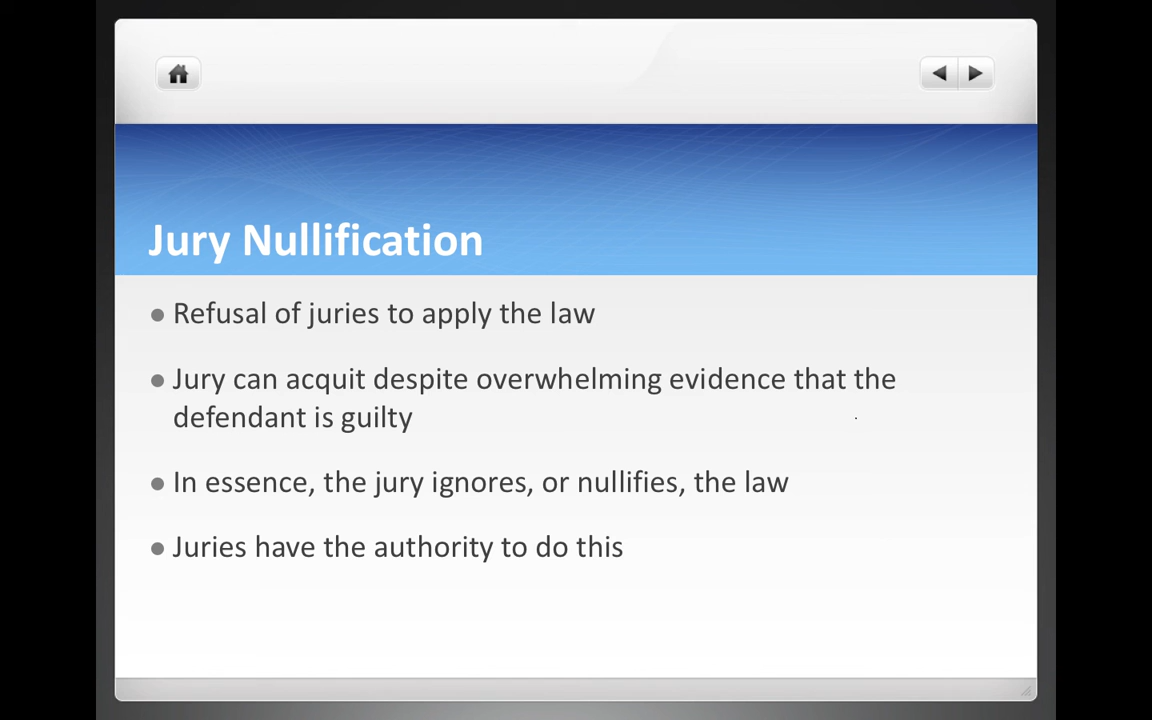 Jury Nullification
Refusal of juries to apply the law
Jury can acquit despite overwhelming evidence that the
defendant is guilty
In essence, the jury ignores, or nullifies, the law
Juries have the authority to do this